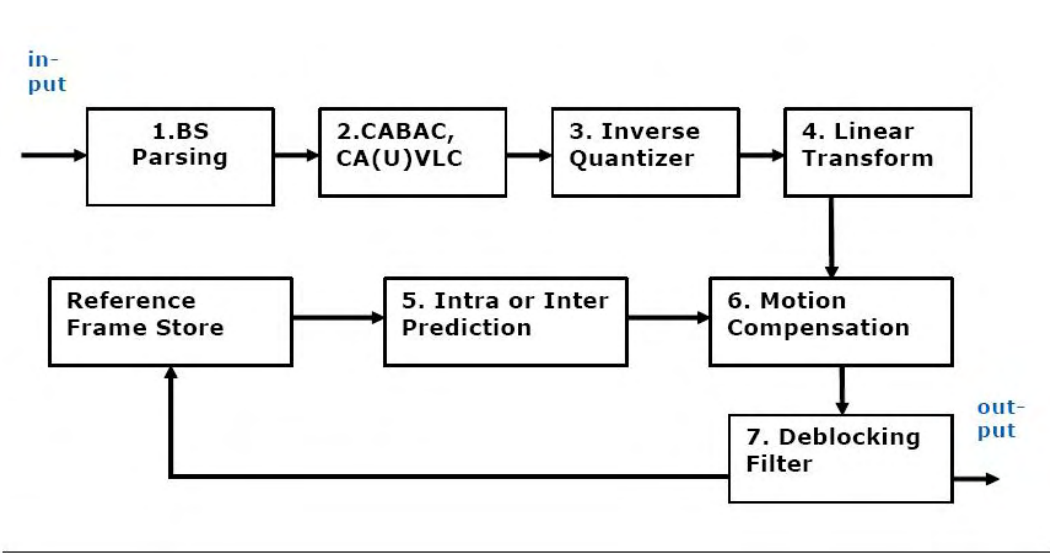 in-
put
1.BS
Parsing
2.CABAC,
CA(U)VLC
3. Inverse
Quantizer
4. Linear
Transform
Reference
Frame Store
5. Intra or Inter
Prediction
6. Motion
Compensation
7. Deblocking
Filter
out-
put